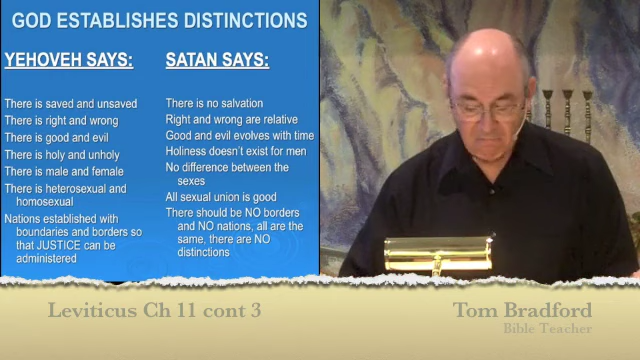 GOD ESTABLISHES DISTINCTIONS
YEHOVEH SAYS:
There is saved and unsaved
There is right and wrong
There is good and evil
There is holy and unholy
There is male and female
There is heterosexual and
homosexual
Nations established with
boundaries and borders so
that JUSTICE can be
administered
SATAN SAYS:
There is no salvation
Right and wrong are relative
Good and evil evolves with time
Holiness doesn't exist for men
No difference between the
sexes
All sexual union is good
There should be NO borders
and NO nations, all are the
same, there are NO
distinctions
Leviticus Ch 11 cont 3
Tom Bradford
Bible Teacher